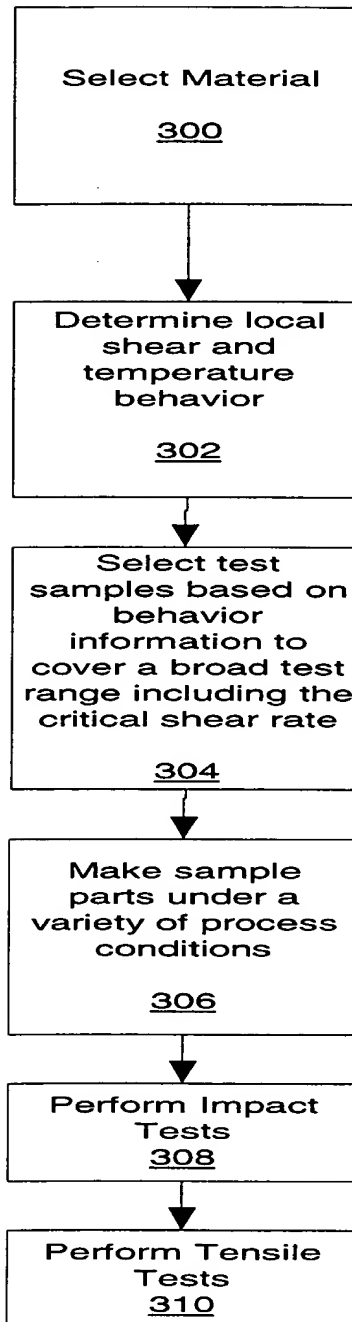 Select Material
300
Determine local
shear and
temperature
behavior
302
Select test
samples based on
behavior
information to
cover a broad test
range including the
critical shear rate
304
Make sample
parts under a
variety of process
conditions
306
Perform Impact
Tests
308
Perform Tensile
Tests
310